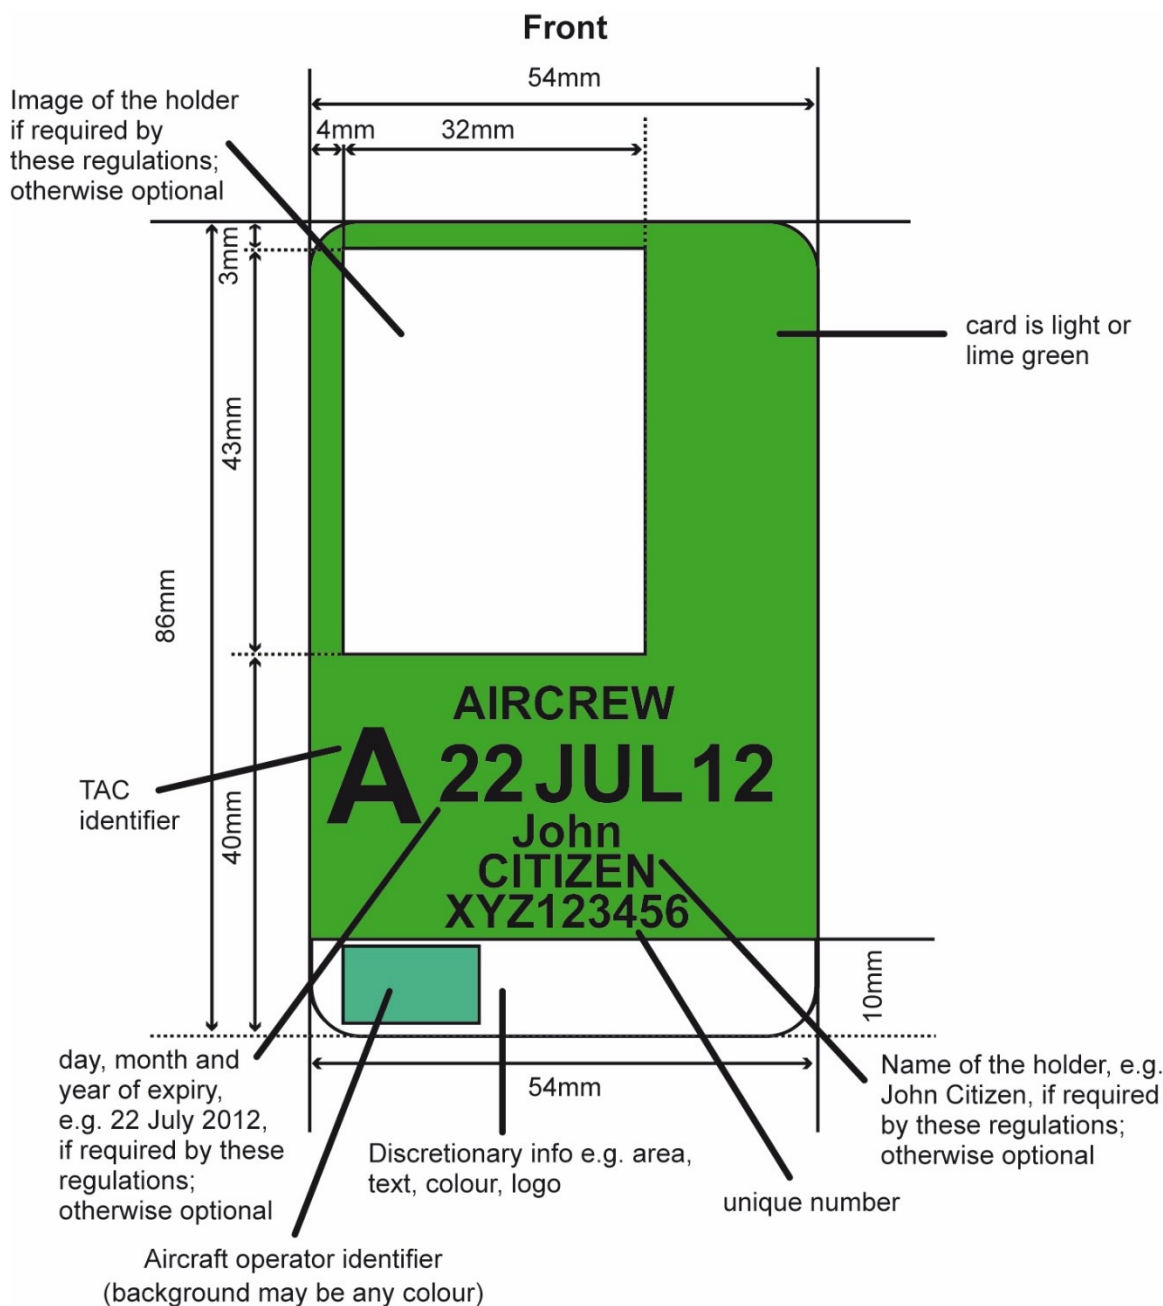 Front
54mm
Image of the holder
if required by
these regulations;
otherwise optional
4mm
32mm
3mm
card is light or
lime green
43mm
86mm
AIRCREW
A
22 JUL 12
TAC
identifier
40mm
John
CITIZEN
XYZ123456
10mm
day, month and
year of expiry,
e.g. 22 July 2012,
if required by these
regulations;
otherwise optional
54mm
Name of the holder, e.g.
John Citizen, if required
by these regulations;
otherwise optional
Discretionary info e.g. area,
text, colour, logo
unique number
Aircraft operator identifier
(background may be any colour)